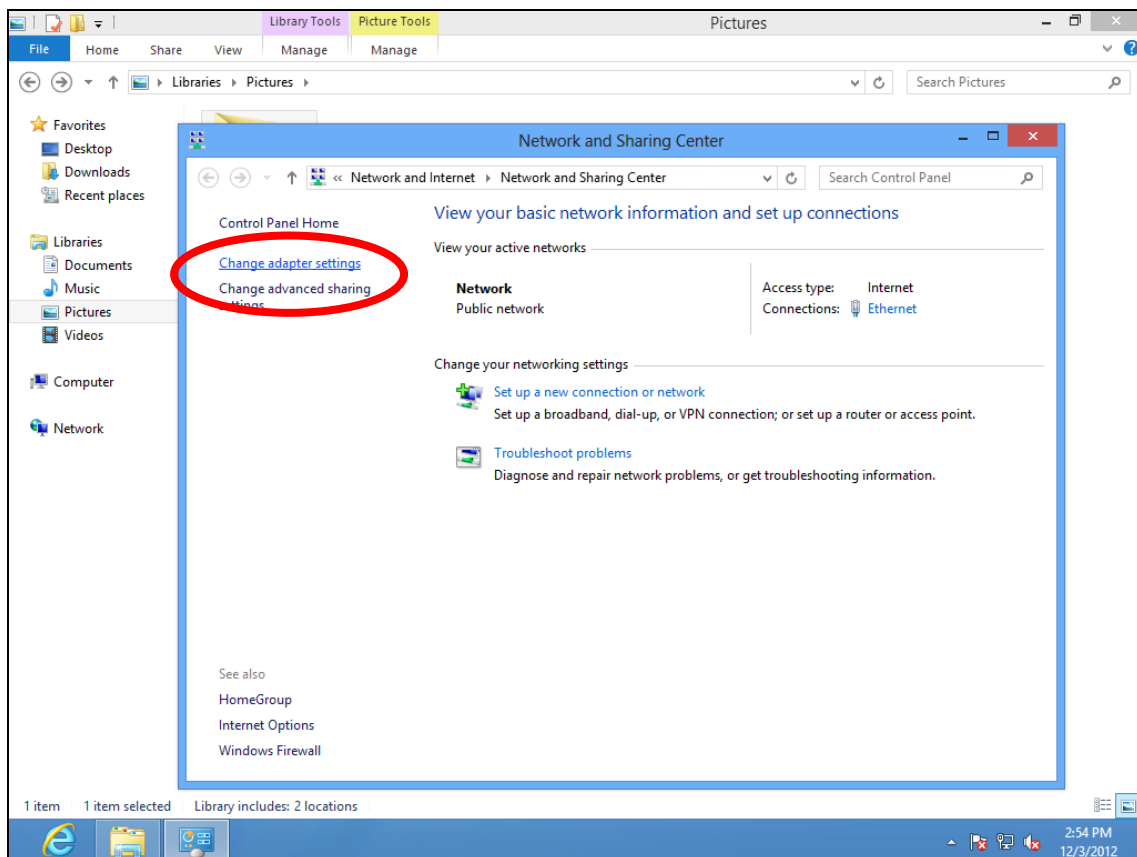 Library Tools Picture Tools Pictures
File Home Share View Manage Manage
Libraries Pictures Search Pictures
Favorites
Desktop
Downloads
Recent places
Libraries
Documents
Music
Pictures
Videos
Computer
Network
Network and Sharing Center
« Network and Internet Network and Sharing Center Search Control Panel
Control Panel Home
Change adapter settings
Change advanced sharing
settings
View your basic network information and set up connections
View your active networks
Network
Public network
Access type: Internet
Connections: Ethernet
Change your networking settings
Set up a new connection or network
Set up a broadband, dial-up, or VPN connection; or set up a router or access point.
Troubleshoot problems
Diagnose and repair network problems, or get troubleshooting information.
See also
HomeGroup
Internet Options
Windows Firewall
1 item 1 item selected Library includes: 2 locations
2:54 PM
12/3/2012